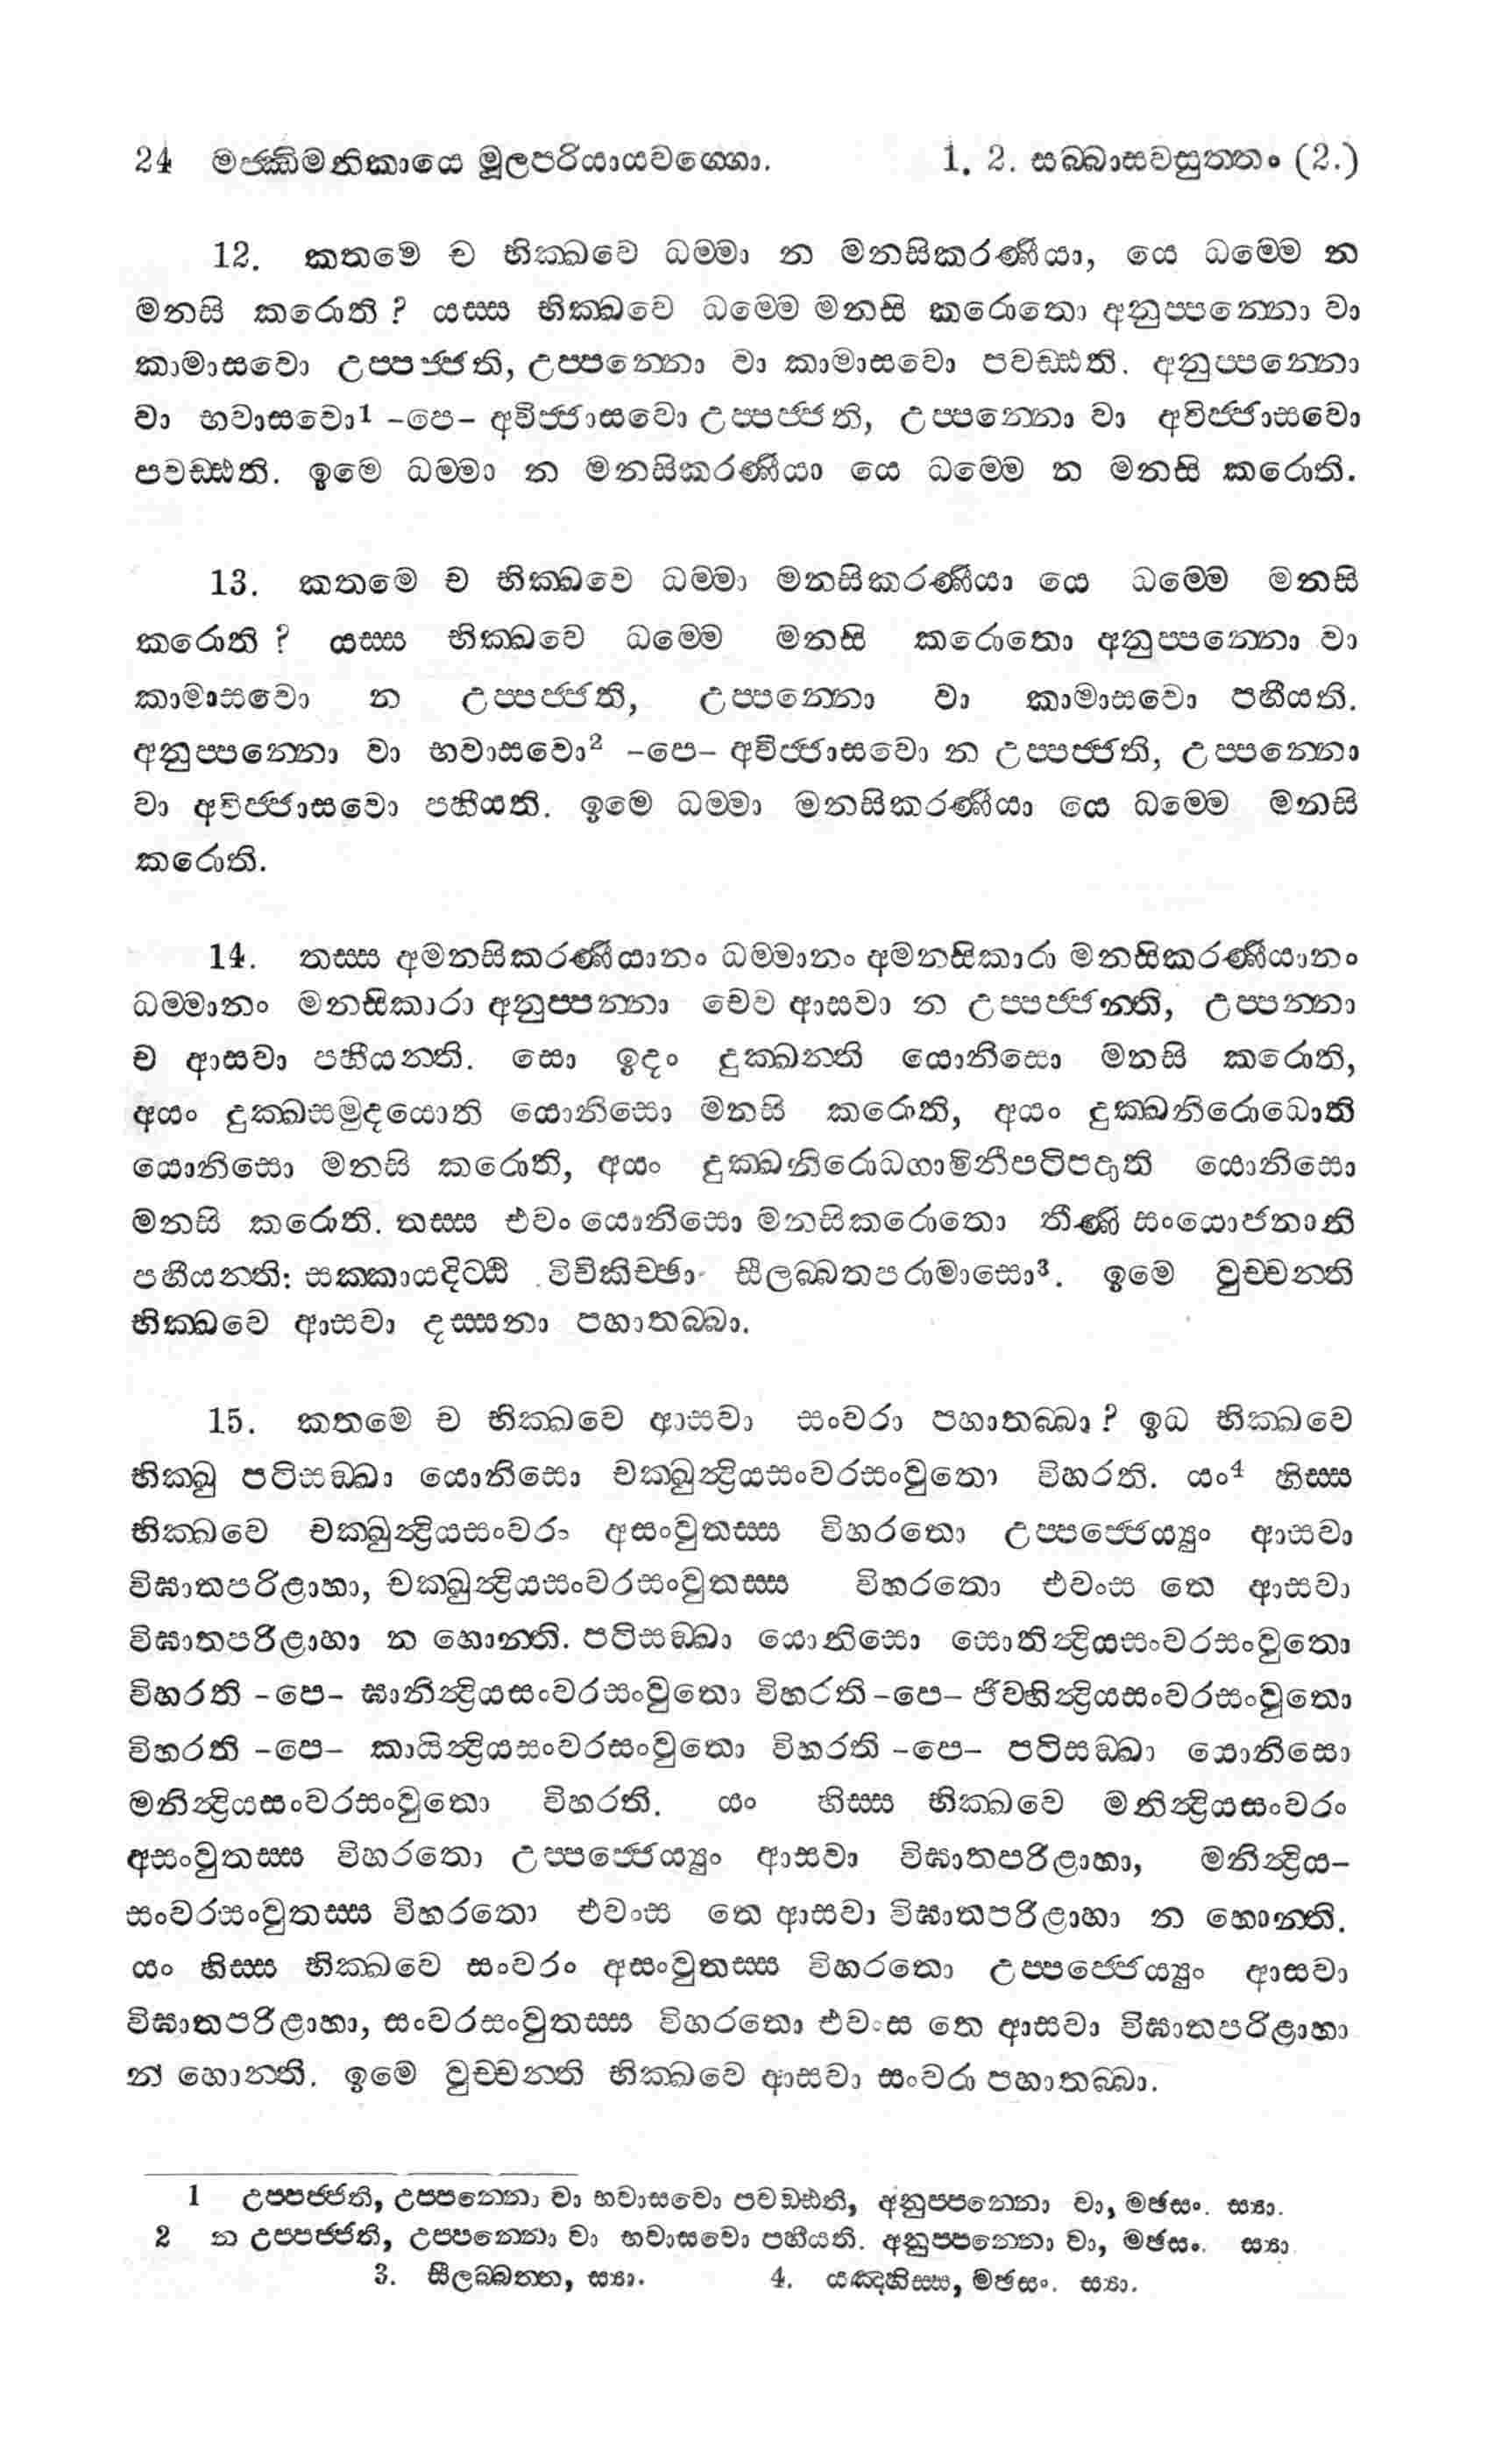 24 මජ්ඣිමනිකායෙ මූලපරියායවග්ගො. 1. 2. සබ්බාසවසුත්තං (2.)
12. කතමෙ ච භික්ඛවෙ ධම්මා න මනසිකරණීයා, යෙ ධම්මෙ න
මනසි කරොති? යස්ස භික්ඛවෙ ධම්මෙ මනසි කරොතො අනුප්පන්නො වා
කාමාසවො උප්පජ්ජති, උප්පන්නො වා කාමාසවො පවඩ්ඪති. අනුප්පන්නො
වා භවාසවො1 -පෙ- අවිජ්ජාසවො උප්පජ්ජති, උප්පන්නො වා අවිජ්ජාසවො
පවඩ්ඪති. ඉමෙ ධම්මා න මනසිකරණීයා යෙ ධම්මෙ න මනසි කරොති.
13. කතමෙ ච භික්ඛවෙ ධම්මා මනසිකරණීයා යෙ ධම්මෙ මනසි
කරොති? යස්ස භික්ඛවෙ ධම්මෙ මනසි කරොතො අනුප්පන්නො වා
කාමාසවො න උප්පජ්ජති, උප්පන්නො වා කාමාසවො පහීයති.
අනුප්පන්නො වා භවාසවො2 -පෙ- අවිජ්ජාසවො න උප්පජ්ජති, උප්පන්නො
වා අවිජ්ජාසවො පහීයති. ඉමෙ ධම්මා මනසිකරණීයා යෙ ධම්මෙ මනසි
කරොති.
14. තස්ස අමනසිකරණීයානං ධම්මානං අමනසිකාරා මනසිකරණීයානං
ධම්මානං මනසිකාරා අනුප්පන්නා චෙව ආසවා න උප්පජ්ජන්ති, උප්පන්නා
ච ආසවා පහීයන්ති. සො ඉදං දුක්ඛන්ති යොනිසො මනසි කරොති,
අයං දුක්ඛසමුදයොති යොනිසො මනසි කරොති, අයං දුක්ඛනිරොධොති
යොනිසො මනසි කරොති, අයං දුක්ඛනිරොධගාමිනීපටිපදාති යොනිසො
මනසි කරොති. තස්ස එවං යොනිසො මනසිකරොතො තීණි සංයොජනානි
පහීයන්ති: සක්කායදිට්ඨි විචිකිච්ඡා සීලබ්බතපරාමාසො3. ඉමෙ වුච්චන්ති
භික්ඛවෙ ආසවා දස්සනා පහාතබ්බා.
15. කතමෙ ච භික්ඛවෙ ආසවා සංවරා පහාතබ්බා? ඉධ භික්ඛවෙ
භික්ඛු පටිසඞ්ඛා යොනිසො චක්ඛුන්ද්‍රියසංවරසංවුතො විහරති. යං4 හිස්ස
භික්ඛවෙ චක්ඛුන්ද්‍රියසංවරං අසංවුතස්ස විහරතො උප්පජ්ජෙය්‍යුං ආසවා
විඝාතපරිළාහා, චක්ඛුන්ද්‍රියසංවරසංවුතස්ස විහරතො එවංස තෙ ආසවා
විඝාතපරිළාහා න හොන්ති. පටිසඞ්ඛා යොනිසො සොතින්ද්‍රියසංවරසංවුතො
විහරති -පෙ- ඝානින්ද්‍රියසංවරසංවුතො විහරති -පෙ- ජිව්හින්ද්‍රියසංවරසංවුතො
විහරති -පෙ- කායින්ද්‍රියසංවරසංවුතො විහරති -පෙ- පටිසඞ්ඛා යොනිසො
මනින්ද්‍රියසංවරසංවුතො විහරති. යං හිස්ස භික්ඛවෙ මනින්ද්‍රියසංවරං
අසංවුතස්ස විහරතො උප්පජ්ජෙය්‍යුං ආසවා විඝාතපරිළාහා, මනින්ද්‍රිය-
සංවරසංවුතස්ස විහරතො එවංස තෙ ආසවා විඝාතපරිළාහා න හොන්ති.
යං හිස්ස භික්ඛවෙ සංවරං අසංවුතස්ස විහරතො උප්පජ්ජෙය්‍යුං ආසවා
විඝාතපරිළාහා, සංවරසංවුතස්ස විහරතො එවංස තෙ ආසවා විඝාතපරිළාහා
න හොන්ති. ඉමෙ වුච්චන්ති භික්ඛවෙ ආසවා සංවරා පහාතබ්බා.
1 උප්පජ්ජති, උප්පන්නො වා භවාසවො පවඩ්ඪති, අනුප්පන්නො වා, මඡසං. ස්‍යා.
2 න උප්පජ්ජති, උප්පන්නො වා භවාසවො පහීයති. අනුප්පන්නො වා, මඡසං. ස්‍යා
3. සීලබ්බත්ත, ස්‍යා. 4. යඤ්හිස්ස, මඡසං. ස්‍යා.